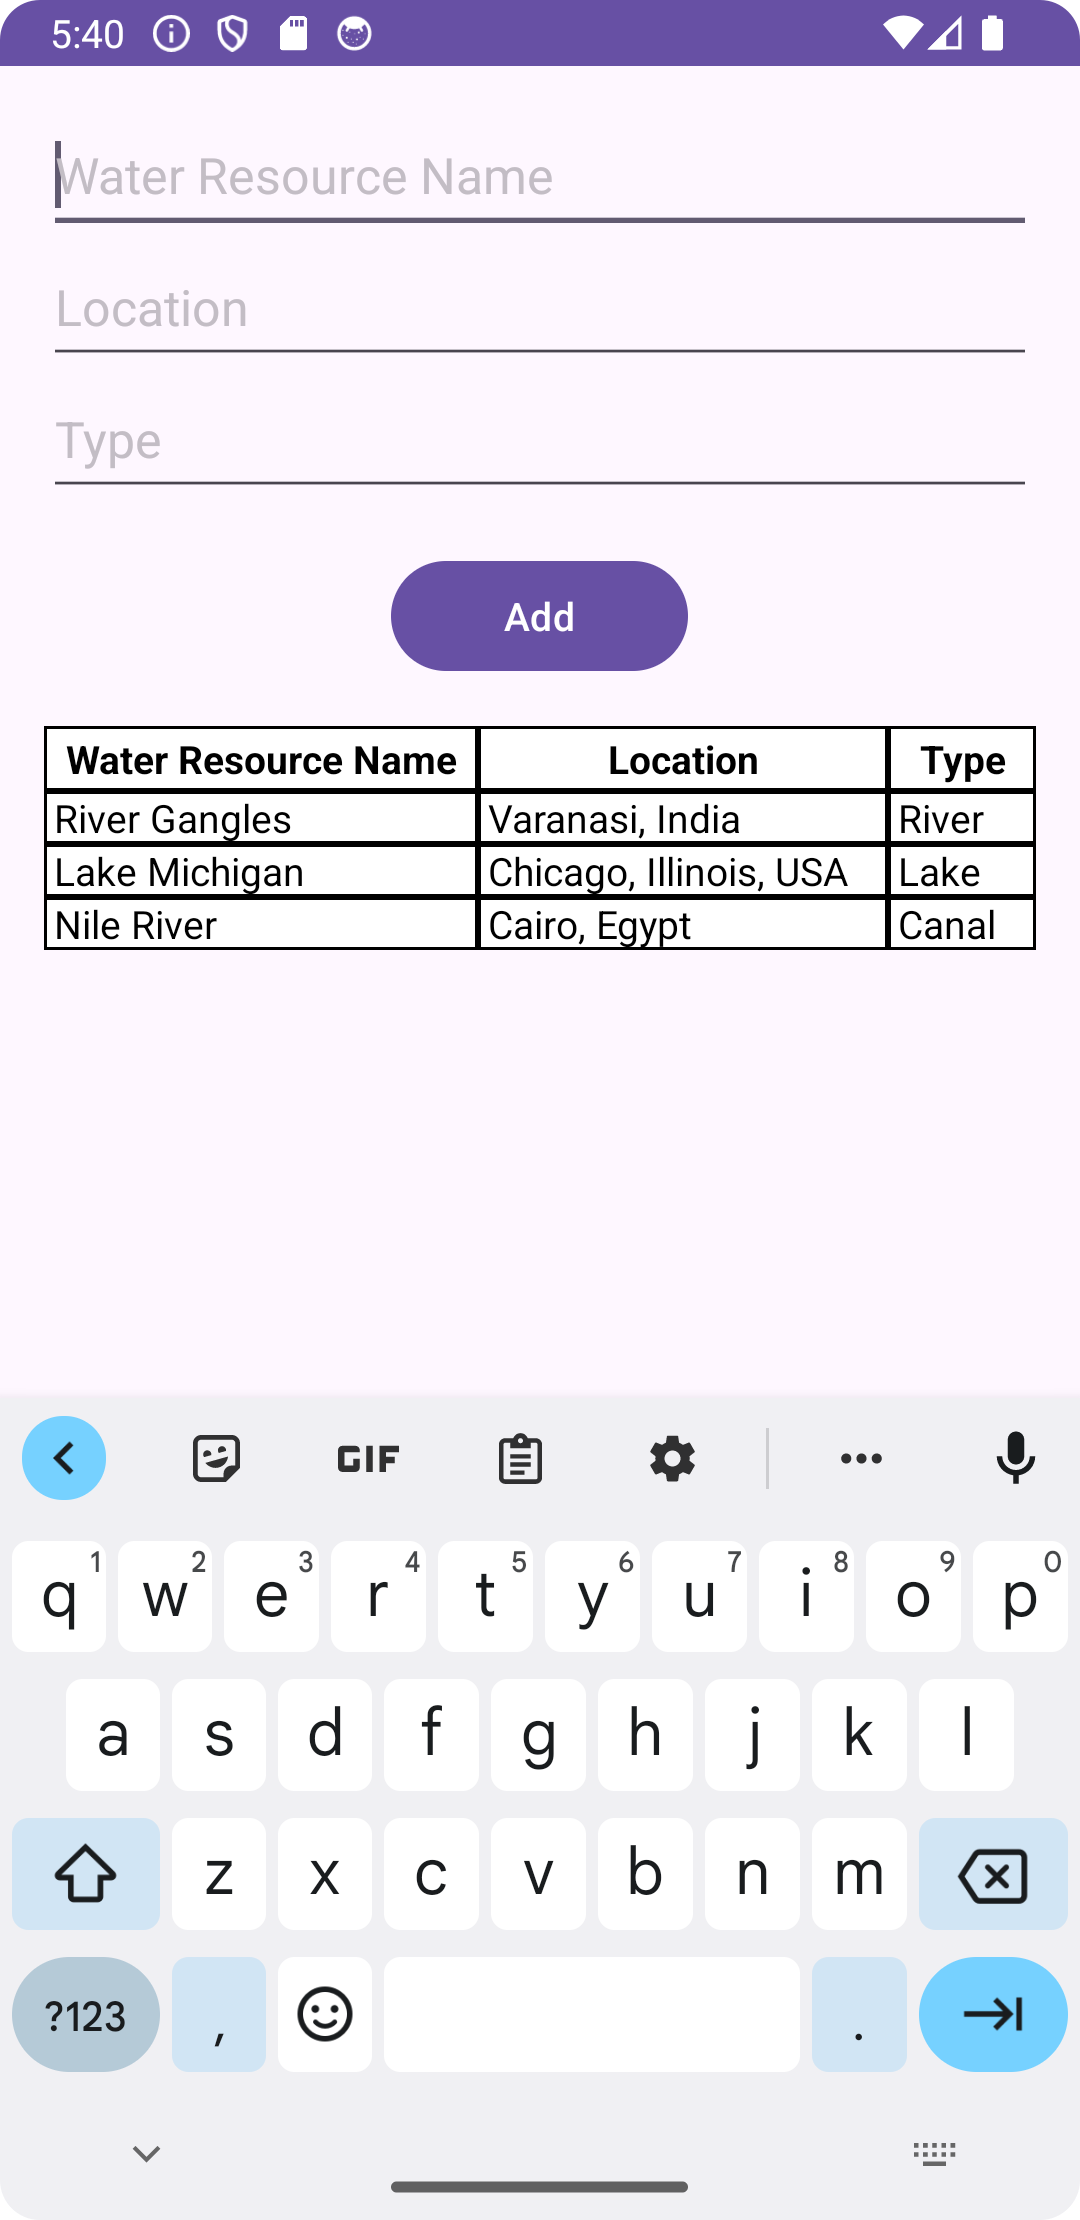 5:40
Water Resource Name
Location
Type
Add
Water Resource Name Location Type
River Gangles Varanasi, India River
Lake Michigan Chicago, Illinois, USA Lake
Nile River Cairo, Egypt Canal
GIF
q 1 w 2 e 3 r 4 t 5 y 6 u 7 i 8 o 9 p 0
a s d f g h j k l
z x c v b n m
?123 , .